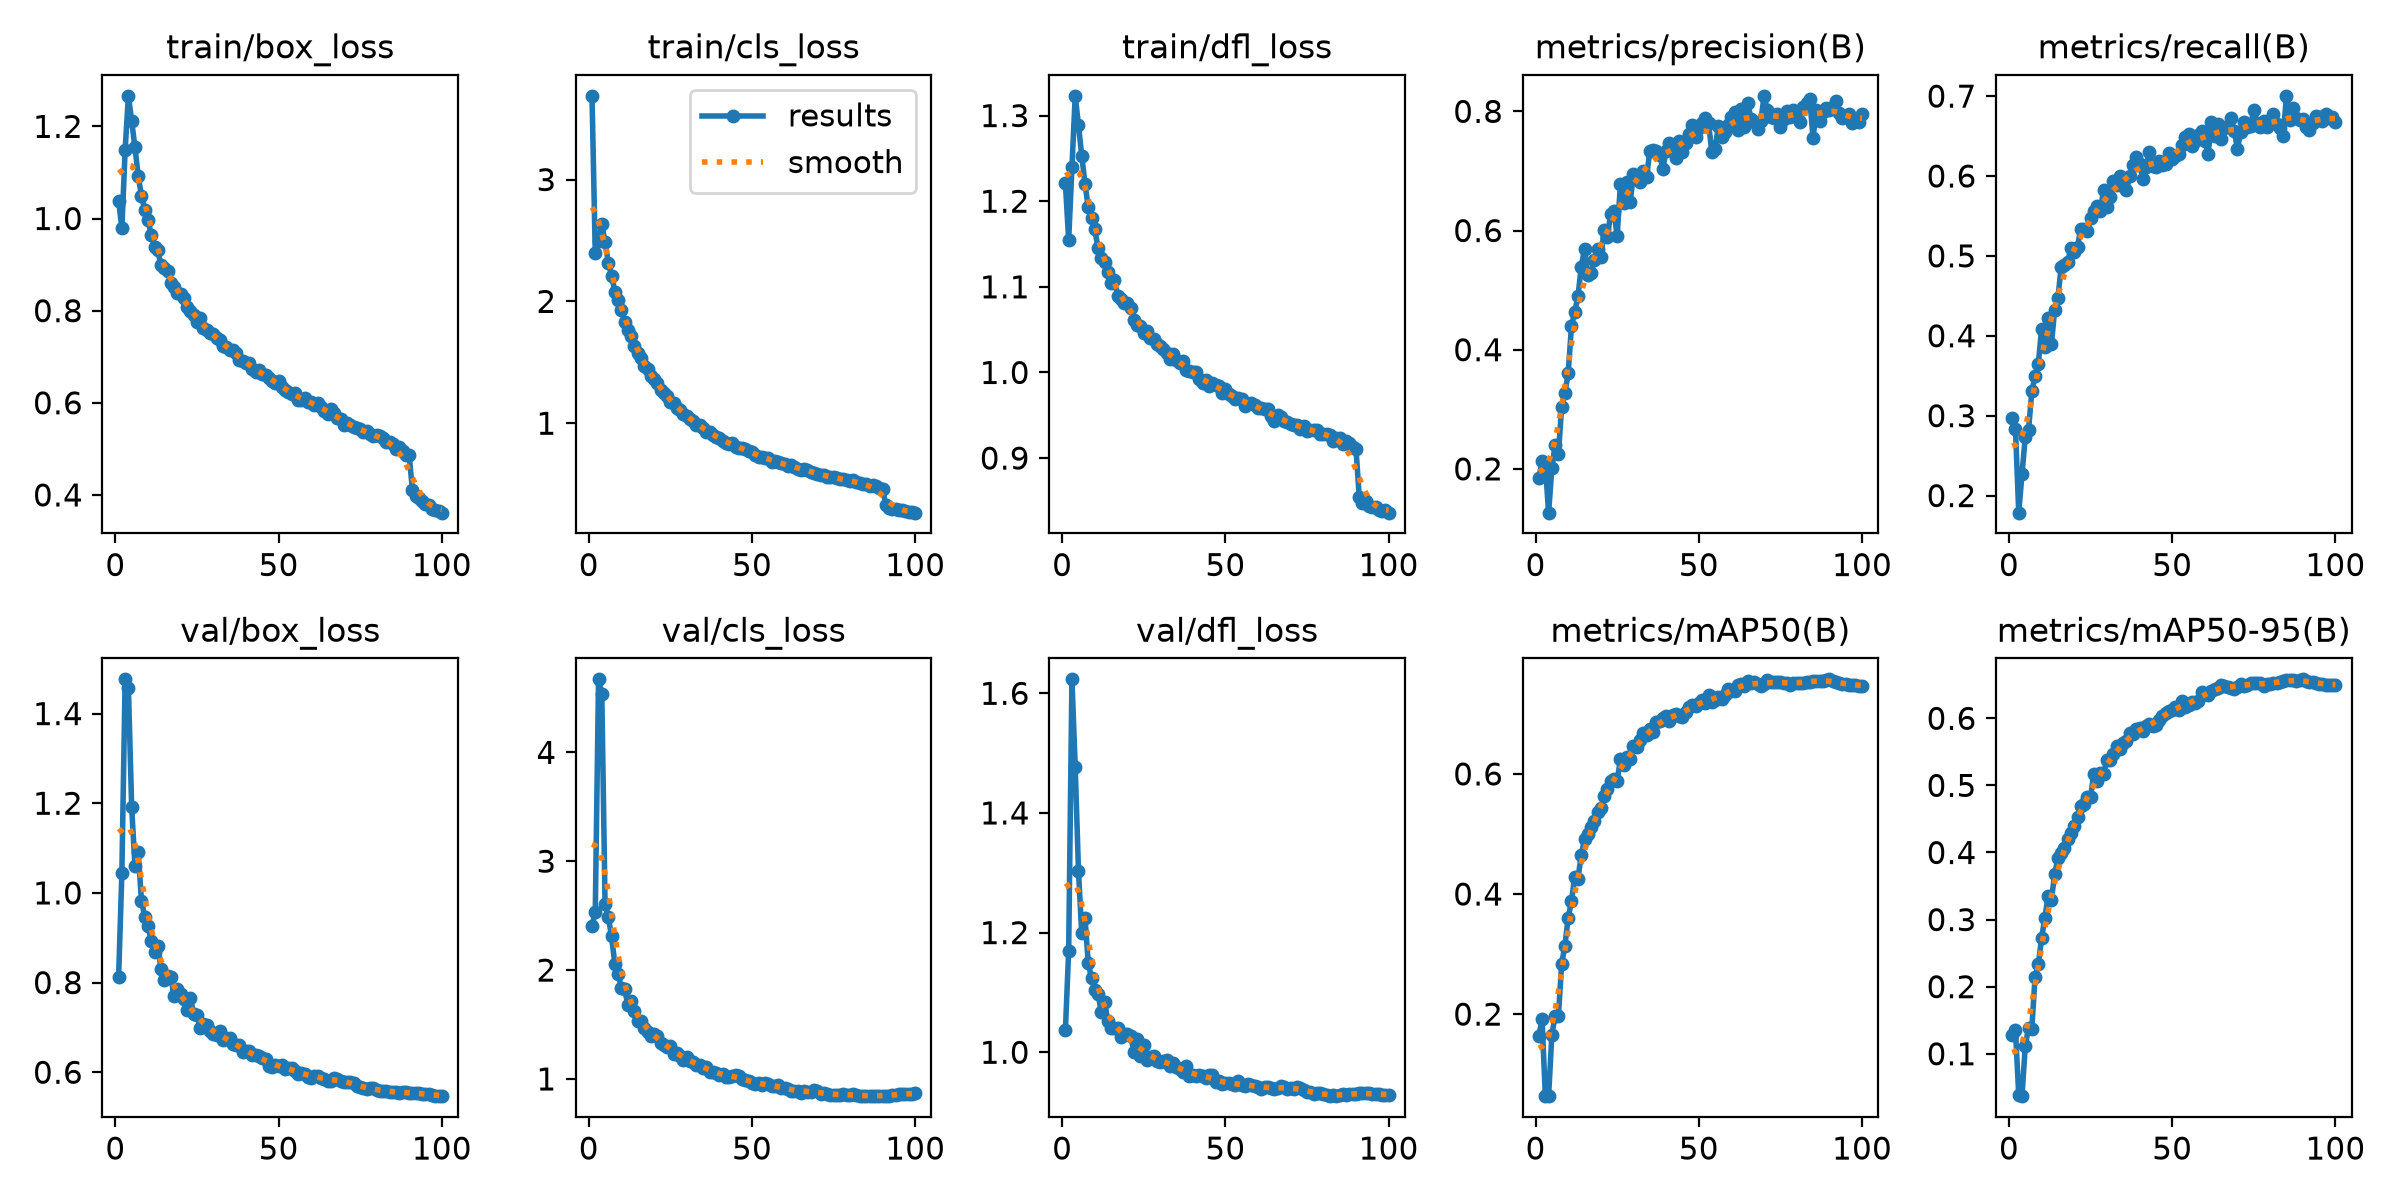 train/box_loss
1.2
1.0
0.8
0.6
0.4
0 50 100
train/cls_loss
results
smooth
3
2
1
0 50 100
train/dfl_loss
1.3
1.2
1.1
1.0
0.9
0 50 100
metrics/precision(B)
0.8
0.6
0.4
0.2
0 50 100
metrics/recall(B)
0.7
0.6
0.5
0.4
0.3
0.2
0 50 100
val/box_loss
1.4
1.2
1.0
0.8
0.6
0 50 100
val/cls_loss
4
3
2
1
0 50 100
val/dfl_loss
1.6
1.4
1.2
1.0
0 50 100
metrics/mAP50(B)
0.6
0.4
0.2
0 50 100
metrics/mAP50-95(B)
0.6
0.5
0.4
0.3
0.2
0.1
0 50 100